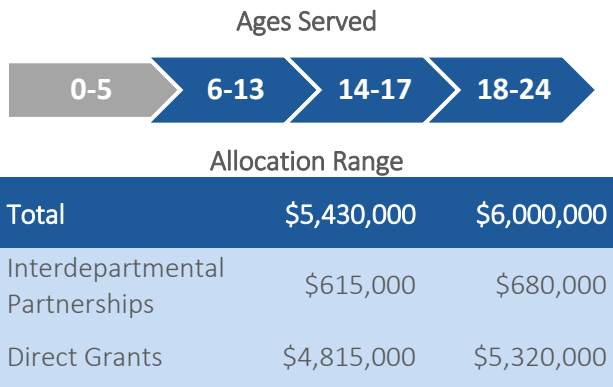 Ages Served
0-5 6-13 14-17 18-24
Allocation Range
Total $5,430,000 $6,000,000
Interdepartmental
Partnerships $615,000 $680,000
Direct Grants $4,815,000 $5,320,000